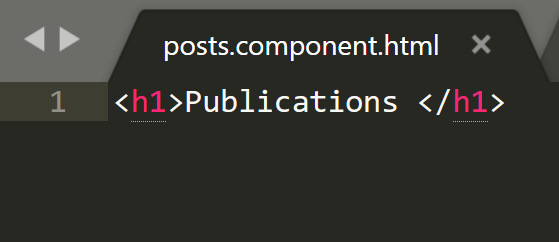 posts.component.html
1 <h1>Publications </h1>